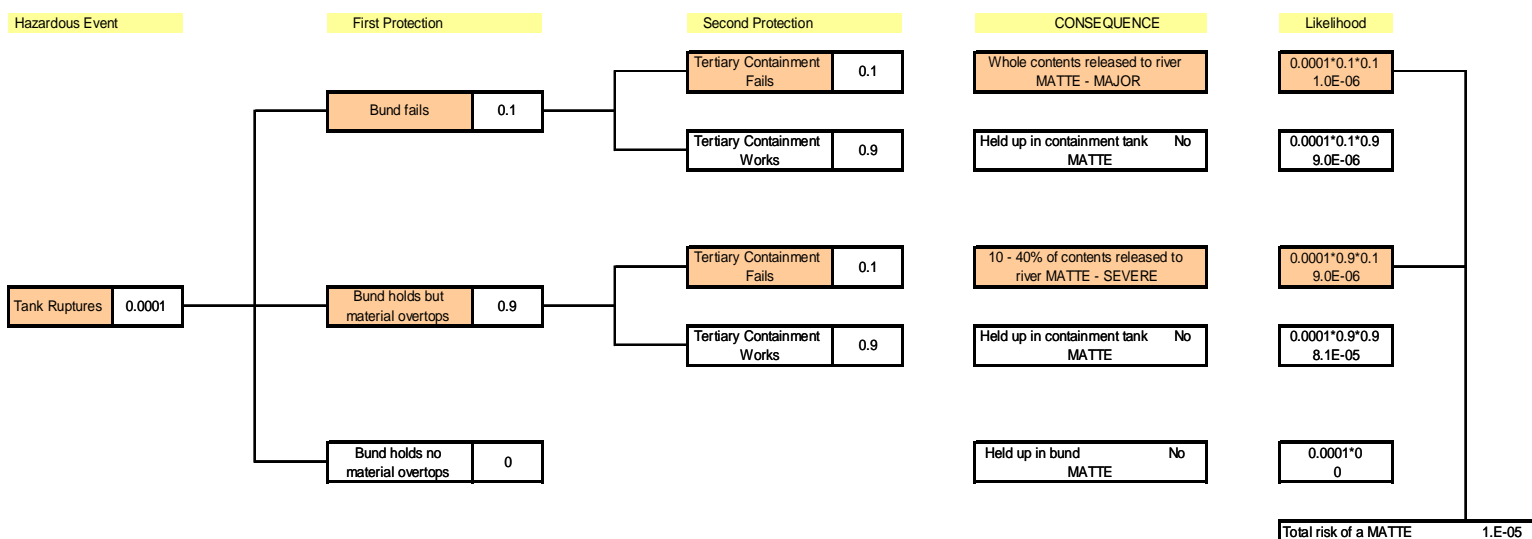 Hazardous Event
First Protection
Second Protection
CONSEQUENCE
Likelihood
Tertiary Containment
Fails
0.1
Whole contents released to river
MATTE - MAJOR
0.0001*0.1*0.1
1.0E-06
Bund fails
0.1
Tertiary Containment
Works
0.9
Held up in containment tank No
MATTE
0.0001*0.1*0.9
9.0E-06
Tertiary Containment
Fails
0.1
10 - 40% of contents released to
river MATTE - SEVERE
0.0001*0.9*0.1
9.0E-06
Tank Ruptures
0.0001
Bund holds but
material overtops
0.9
Tertiary Containment
Works
0.9
Held up in containment tank No
MATTE
0.0001*0.9*0.9
8.1E-05
Bund holds no
material overtops
0
Held up in bund No
MATTE
0.0001*0
0
Total risk of a MATTE 1.E-05